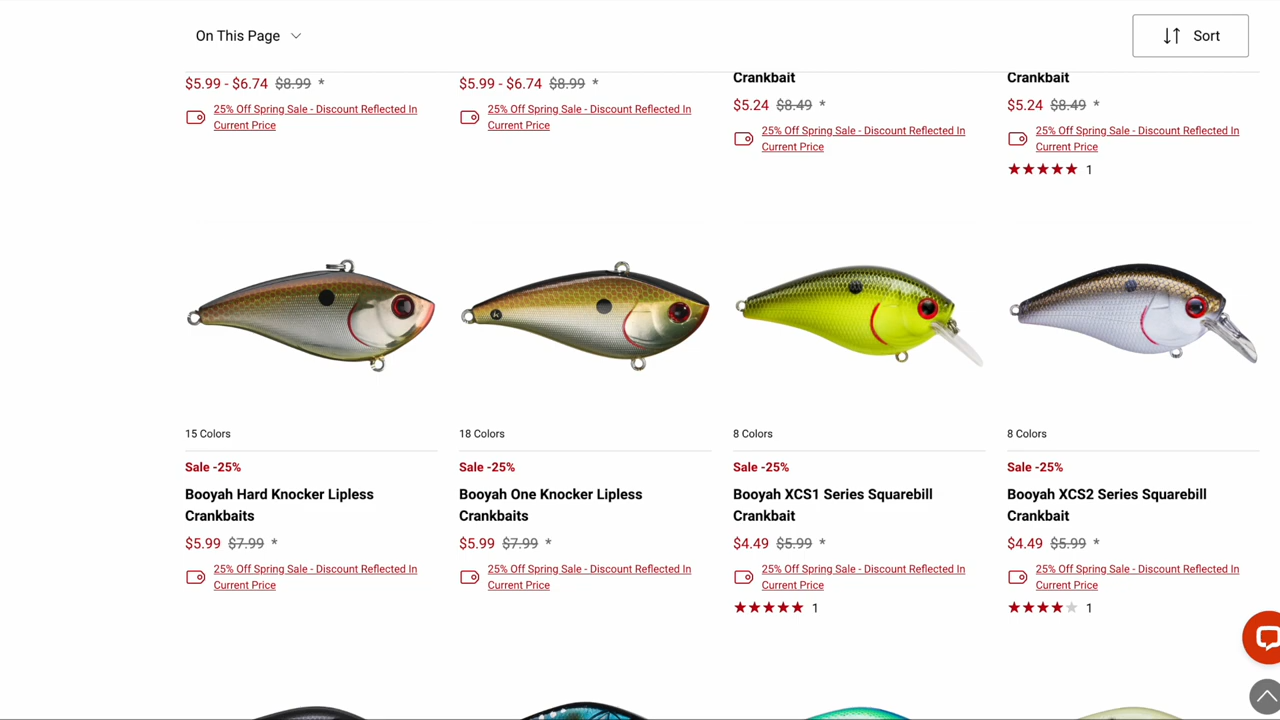 On This Page
Sort
$5.99 - $6.74 $8.99 *
25% Off Spring Sale - Discount Reflected In
Current Price
$5.99 - $6.74 $8.99 *
25% Off Spring Sale - Discount Reflected In
Current Price
Crankbait
$5.24 $8.49 *
25% Off Spring Sale - Discount Reflected In
Current Price
Crankbait
$5.24 $8.49 *
25% Off Spring Sale - Discount Reflected In
Current Price
1
15 Colors
Sale -25%
Booyah Hard Knocker Lipless
Crankbaits
$5.99 $7.99 *
25% Off Spring Sale - Discount Reflected In
Current Price
18 Colors
Sale -25%
Booyah One Knocker Lipless
Crankbaits
$5.99 $7.99 *
25% Off Spring Sale - Discount Reflected In
Current Price
8 Colors
Sale -25%
Booyah XCS1 Series Squarebill
Crankbait
$4.49 $5.99 *
25% Off Spring Sale - Discount Reflected In
Current Price
1
8 Colors
Sale -25%
Booyah XCS2 Series Squarebill
Crankbait
$4.49 $5.99 *
25% Off Spring Sale - Discount Reflected In
Current Price
1